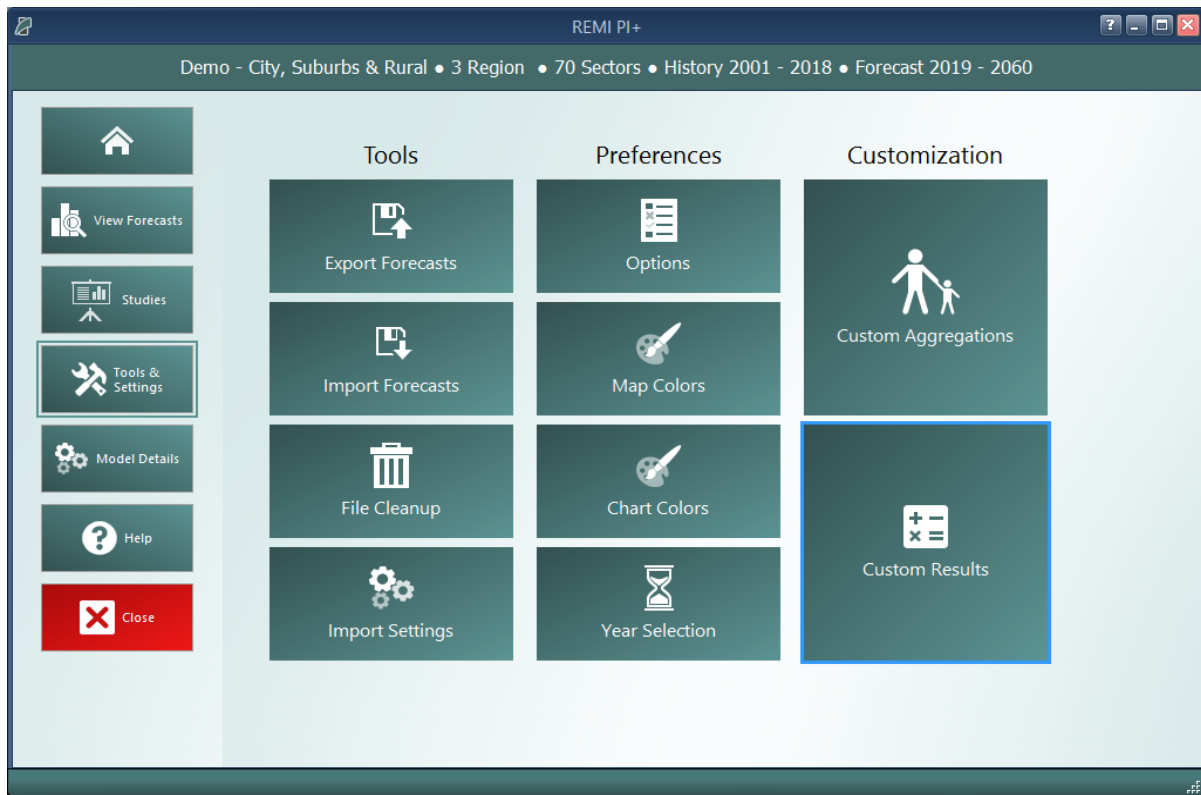 REMI PI+
Demo - City, Suburbs & Rural ● 3 Region ● 70 Sectors ● History 2001 - 2018 ● Forecast 2019 - 2060
View Forecasts
Studies
Tools &
Settings
Model Details
Help
Close
Tools
Export Forecasts
Import Forecasts
File Cleanup
Import Settings
Preferences
Options
Map Colors
Chart Colors
Year Selection
Customization
Custom Aggregations
Custom Results